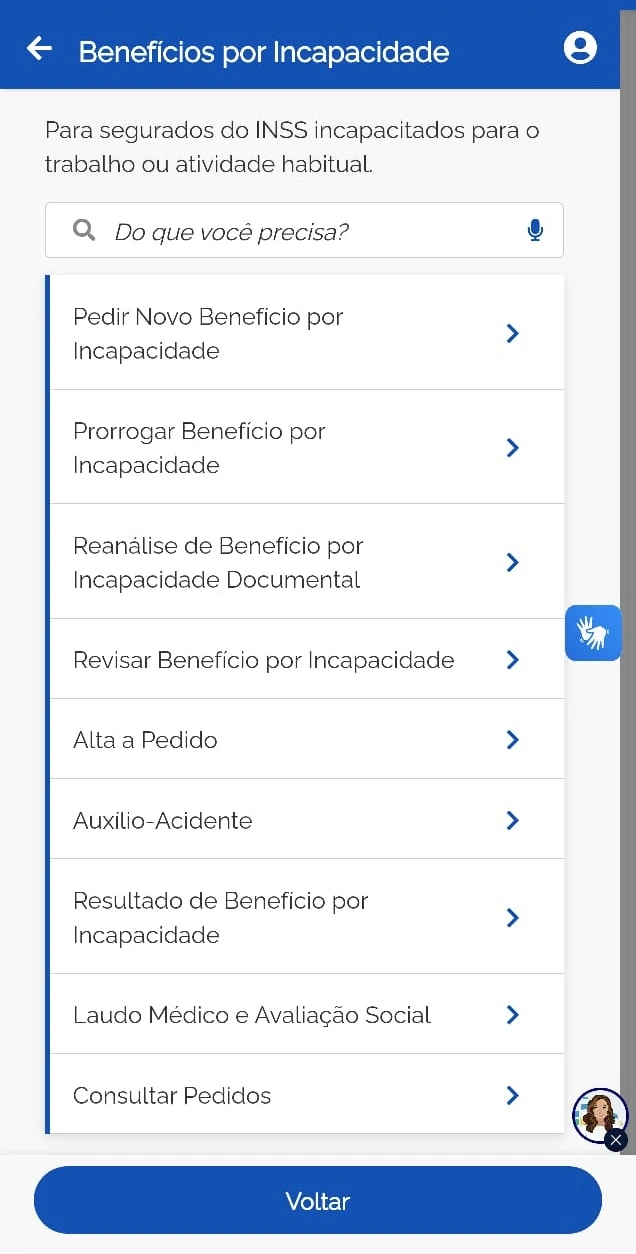 Benefícios por Incapacidade
Para segurados do INSS incapacitados para o
trabalho ou atividade habitual.
Do que você precisa?
Pedir Novo Benefício por
Incapacidade
Prorrogar Benefício por
Incapacidade
Reanálise de Benefício por
Incapacidade Documental
Revisar Benefício por Incapacidade
Alta a Pedido
Auxílio-Acidente
Resultado de Benefício por
Incapacidade
Laudo Médico e Avaliação Social
Consultar Pedidos
Voltar